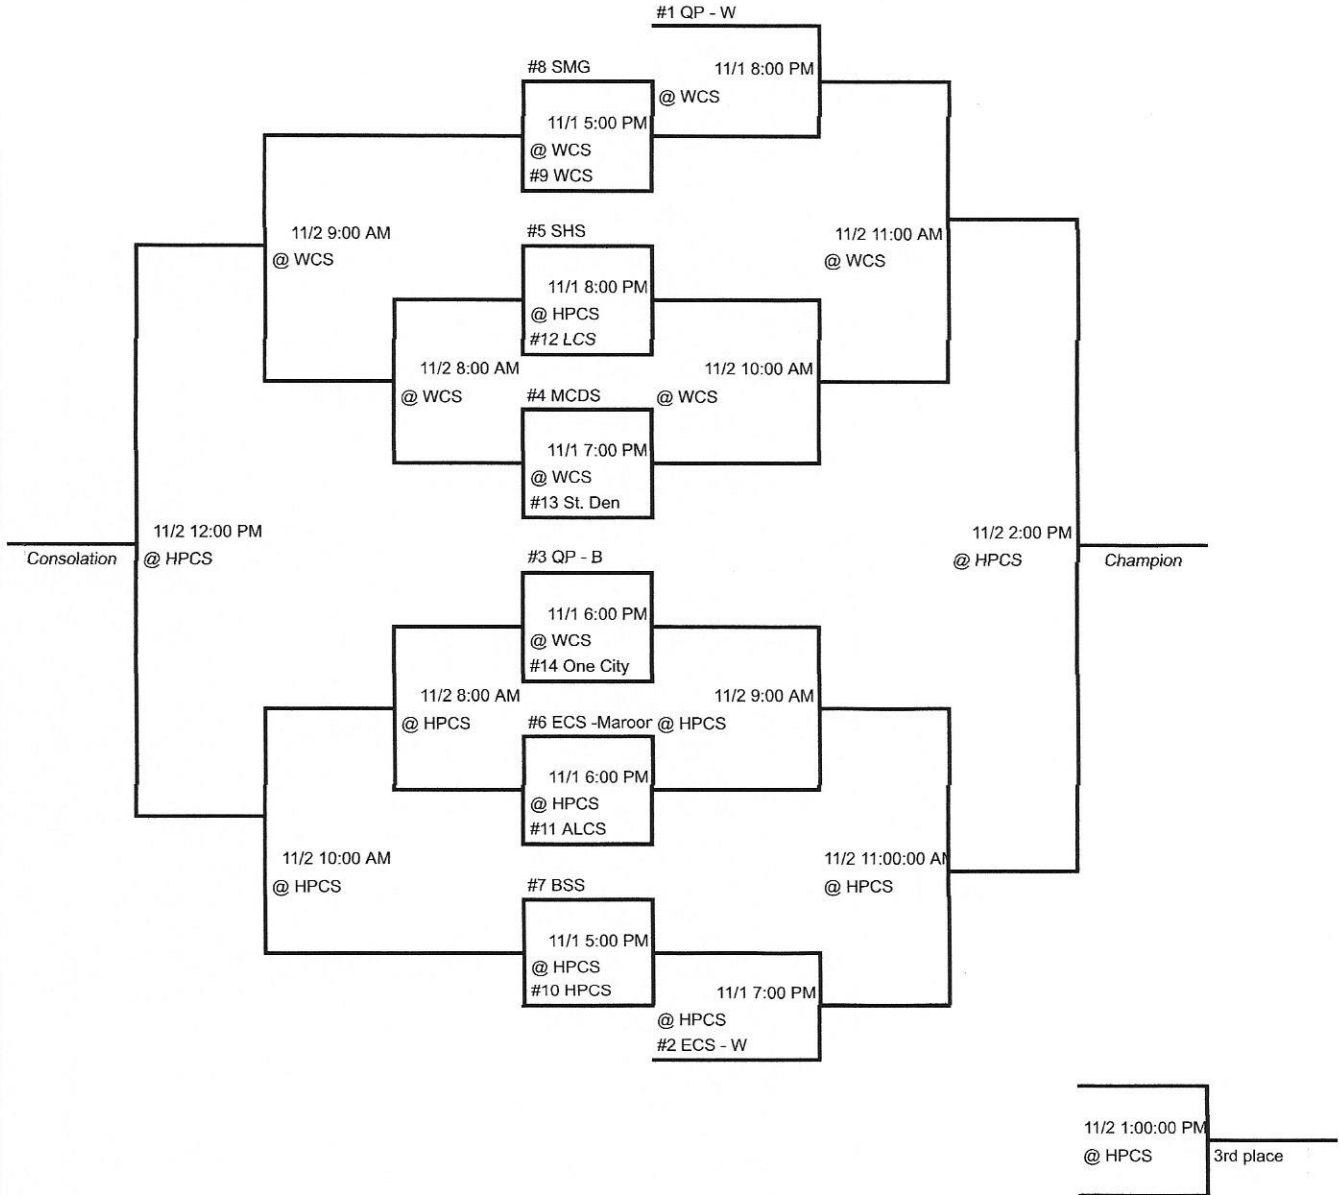 #1 QP - W
11/1 8:00 PM
@ WCS
#8 SMG
11/1 5:00 PM
@ WCS
#9 WCS
11/2 9:00 AM
@ WCS
#5 SHS
11/1 8:00 PM
@ HPCS
#12 LCS
11/2 11:00 AM
@ WCS
11/2 8:00 AM
@ WCS
#4 MCDS
11/1 7:00 PM
@ WCS
#13 St. Den
11/2 10:00 AM
@ WCS
11/2 12:00 PM
@ HPCS
Consolation
11/2 2:00 PM
@ HPCS
Champion
#3 QP - B
11/1 6:00 PM
@ WCS
#14 One City
11/2 8:00 AM
@ HPCS
11/2 9:00 AM
@ HPCS
#6 ECS -Maroor
11/1 6:00 PM
@ HPCS
#11 ALCS
11/2 10:00 AM
@ HPCS
11/2 11:00:00 AM
@ HPCS
#7 BSS
11/1 5:00 PM
@ HPCS
#10 HPCS
11/1 7:00 PM
@ HPCS
#2 ECS - W
11/2 1:00:00 PM
@ HPCS
3rd place